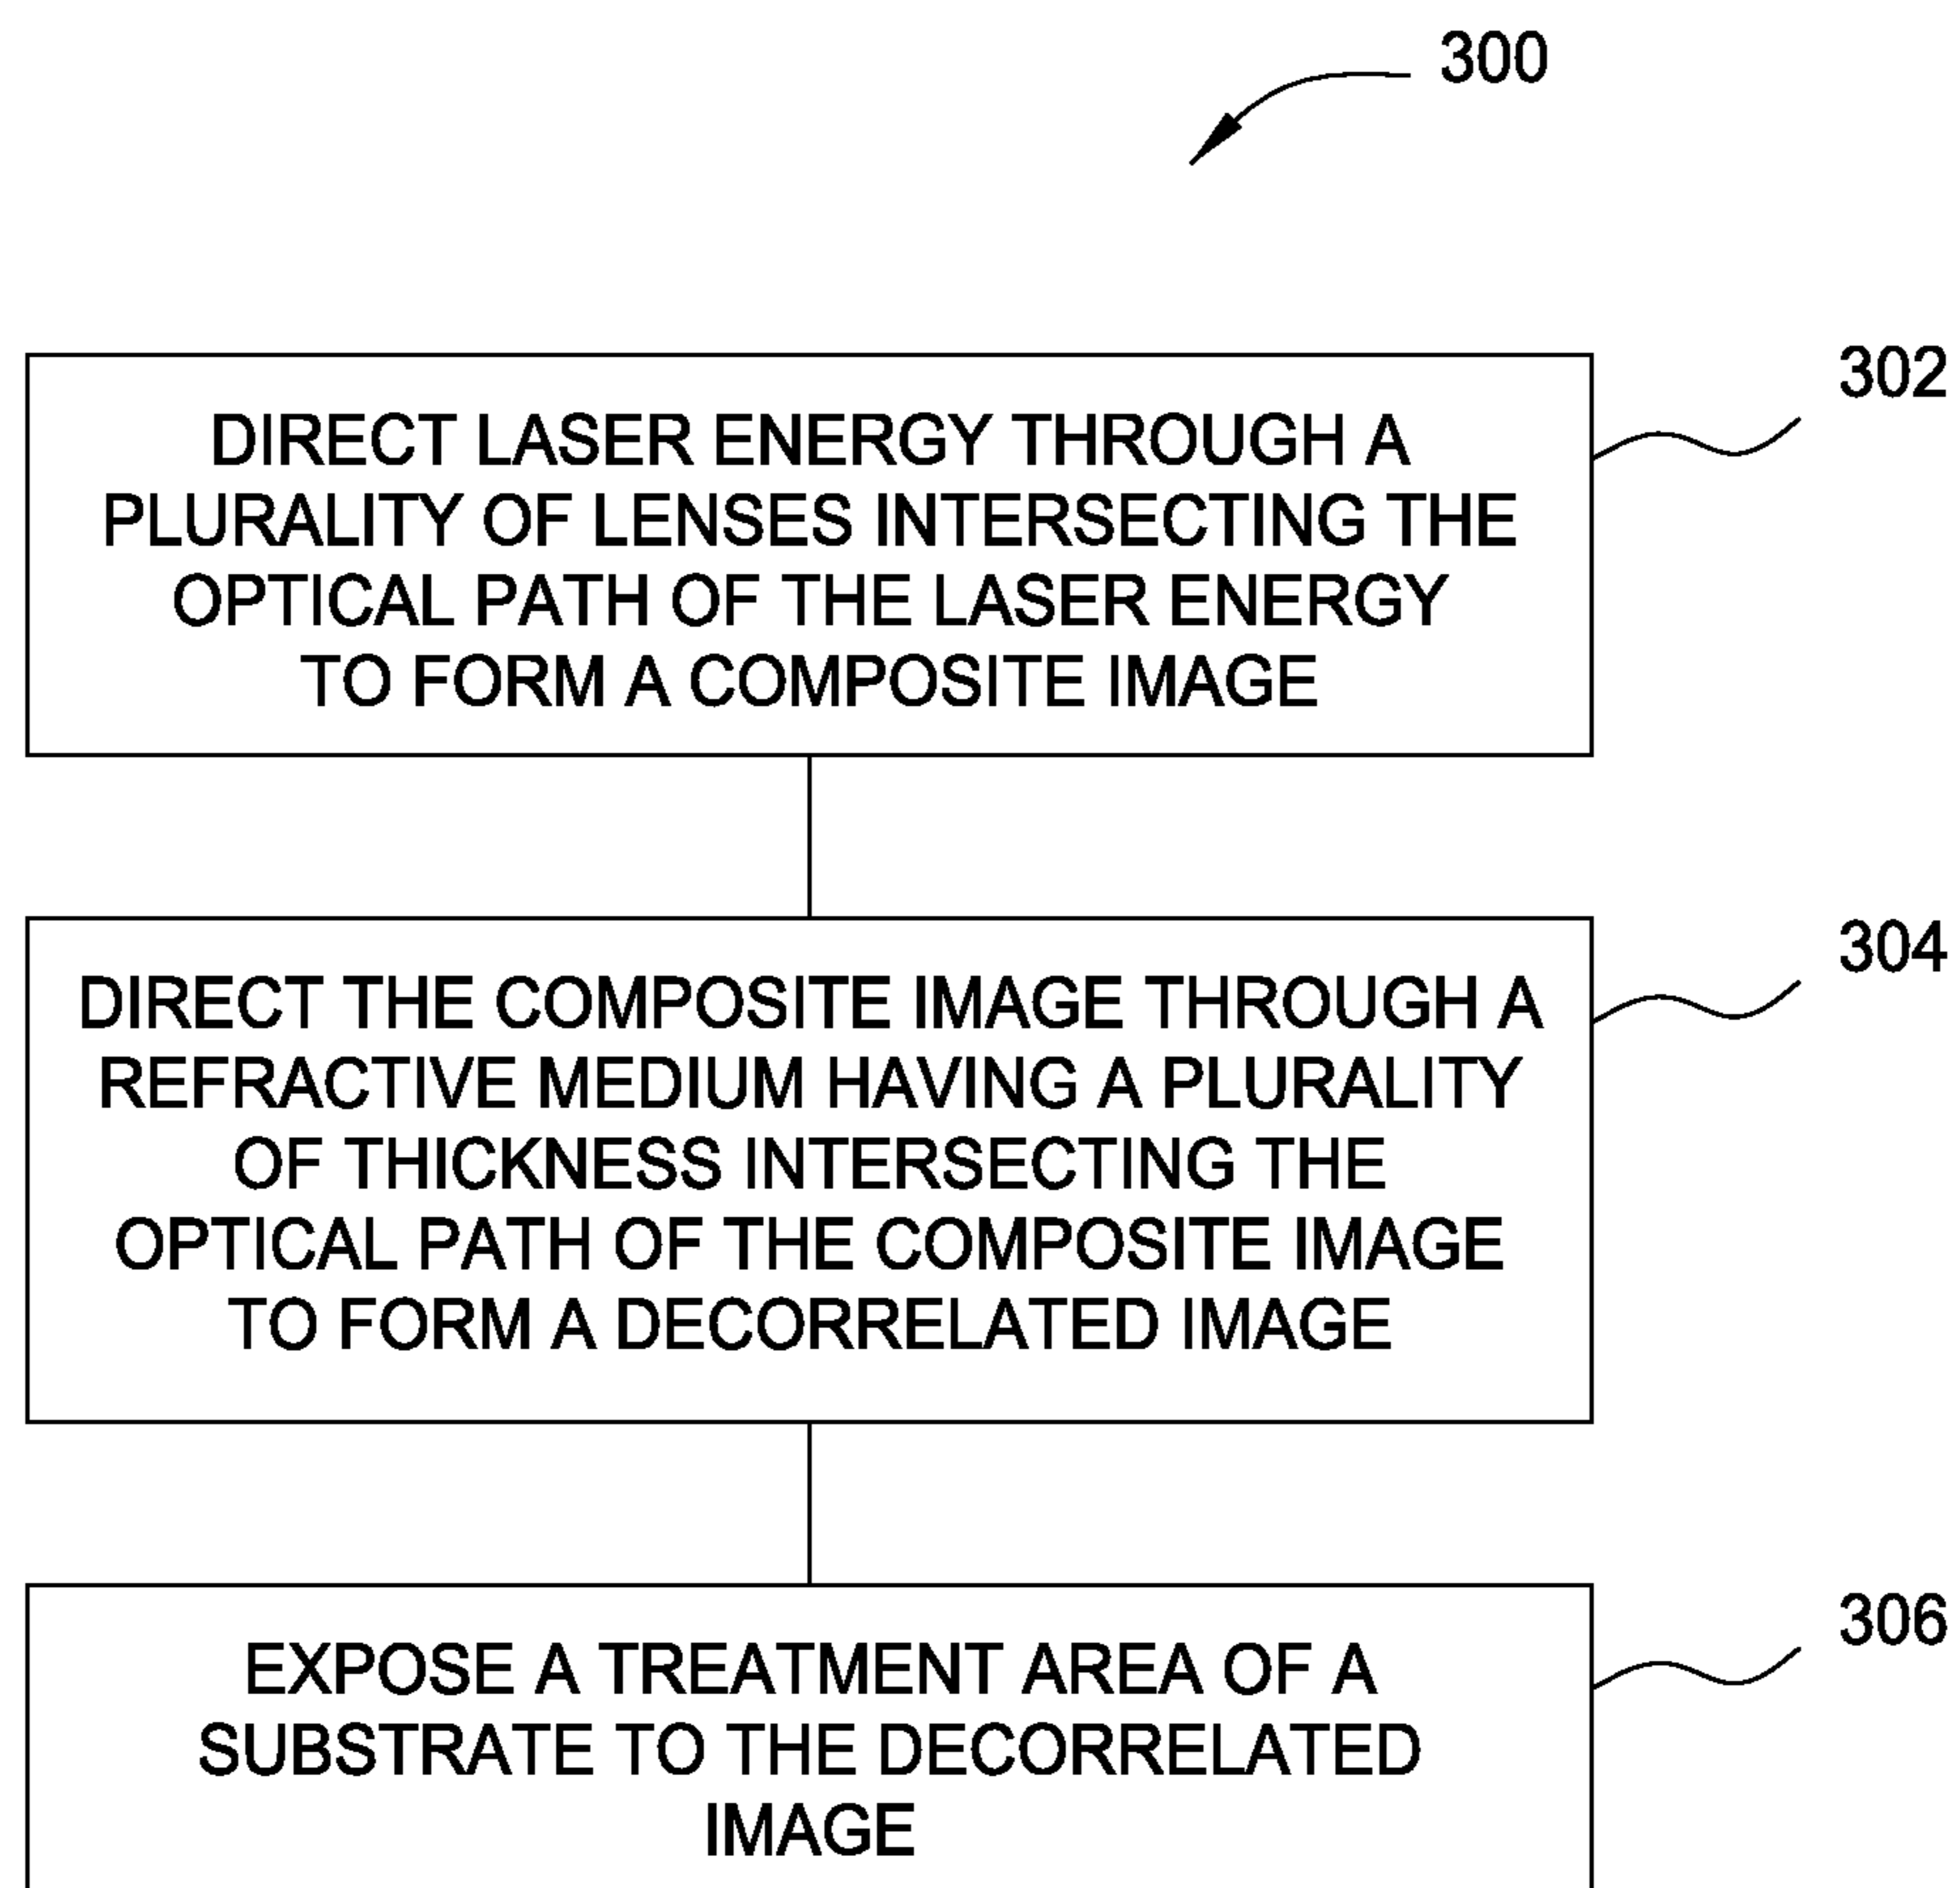 300
302
DIRECT LASER ENERGY THROUGH A
PLURALITY OF LENSES INTERSECTING THE
OPTICAL PATH OF THE LASER ENERGY
TO FORM A COMPOSITE IMAGE
304
DIRECT THE COMPOSITE IMAGE THROUGH A
REFRACTIVE MEDIUM HAVING A PLURALITY
OF THICKNESS INTERSECTING THE
OPTICAL PATH OF THE COMPOSITE IMAGE
TO FORM A DECORRELATED IMAGE
306
EXPOSE A TREATMENT AREA OF A
SUBSTRATE TO THE DECORRELATED
IMAGE